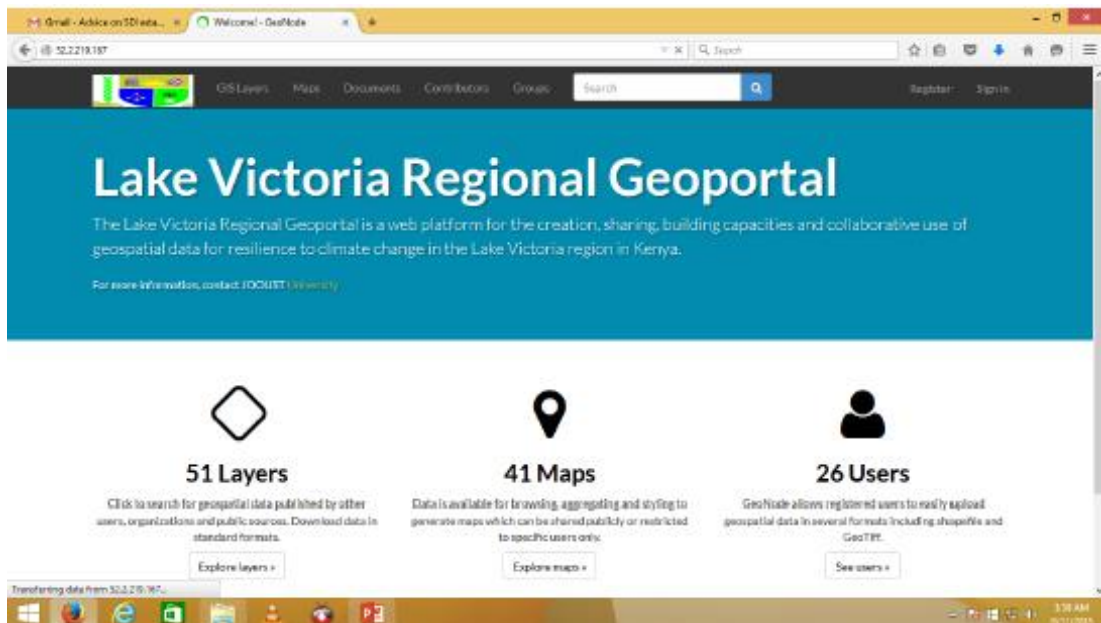 Gmail - Advice on SDI esta...
Welcome! - GeoNode
52.2.219.187
Search
GIS Layers Maps Documents Contributors Groups Search Register Sign in
Lake Victoria Regional Geoportal
The Lake Victoria Regional Geoportal is a web platform for the creation, sharing, building capacities and collaborative use of
geospatial data for resilience to climate change in the Lake Victoria region in Kenya.
For more information, contact JOOUST University
51 Layers
Click to search for geospatial data published by other
users, organizations and public sources. Download data in
standard formats.
Explore layers »
41 Maps
Data is available for browsing, aggregating and styling to
generate maps which can be shared publicly or restricted
to specific users only.
Explore maps »
26 Users
GeoNode allows registered users to easily upload
geospatial data in several formats including shapefile and
GeoTIFF.
See users »
Transferring data from 52.2.219.187...